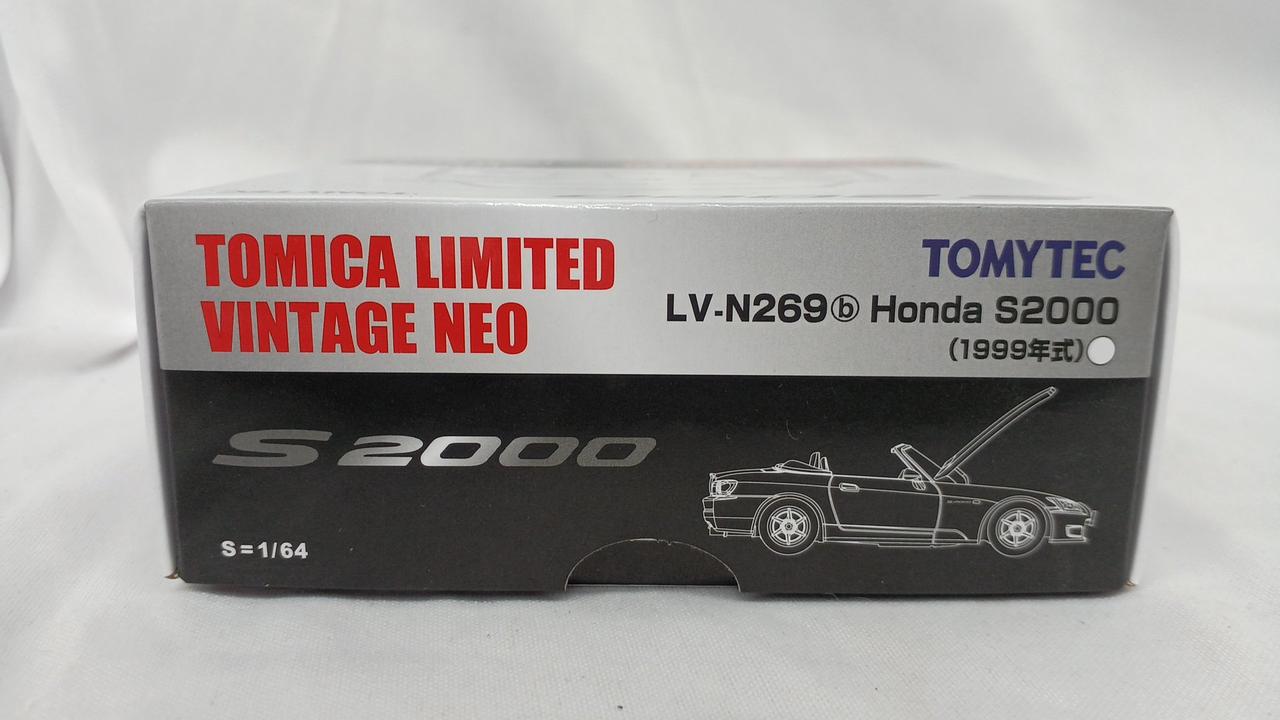 TOMICA LIMITED
VINTAGE NEO
TOMYTEC
LV-N269ⓑ Honda S2000
(1999年式)
S2000
S=1/64